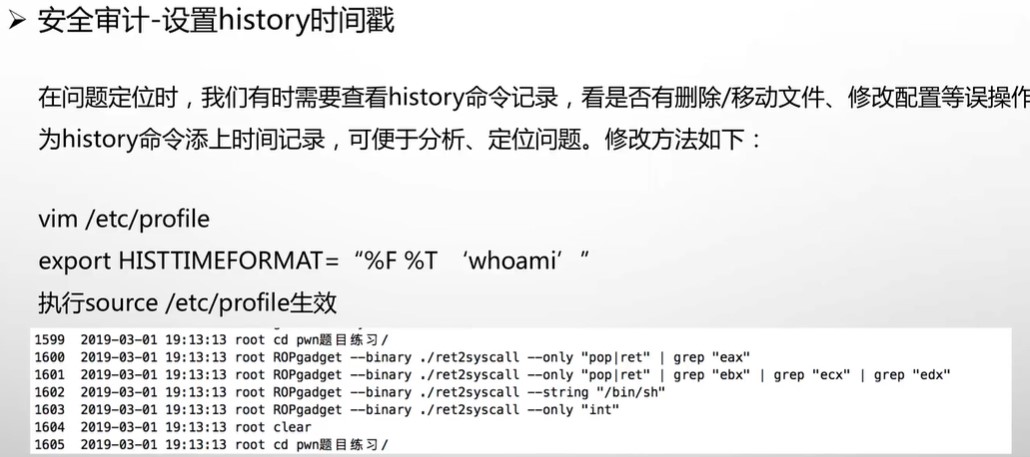 ➢ 安全审计-设置history时间戳
在问题定位时，我们有时需要查看history命令记录，看是否有删除/移动文件、修改配置等误操作
为history命令添上时间记录，可便于分析、定位问题。修改方法如下：
vim /etc/profile
export HISTTIMEFORMAT=“%F %T ‘whoami’ ”
执行source /etc/profile生效
1599 2019-03-01 19:13:13 root cd pwn题目练习/
1600 2019-03-01 19:13:13 root ROPgadget --binary ./ret2syscall --only "pop|ret" | grep "eax"
1601 2019-03-01 19:13:13 root ROPgadget --binary ./ret2syscall --only "pop|ret" | grep "ebx" | grep "ecx" | grep "edx"
1602 2019-03-01 19:13:13 root ROPgadget --binary ./ret2syscall --string "/bin/sh"
1603 2019-03-01 19:13:13 root ROPgadget --binary ./ret2syscall --only "int"
1604 2019-03-01 19:13:13 root clear
1605 2019-03-01 19:13:13 root cd pwn题目练习/